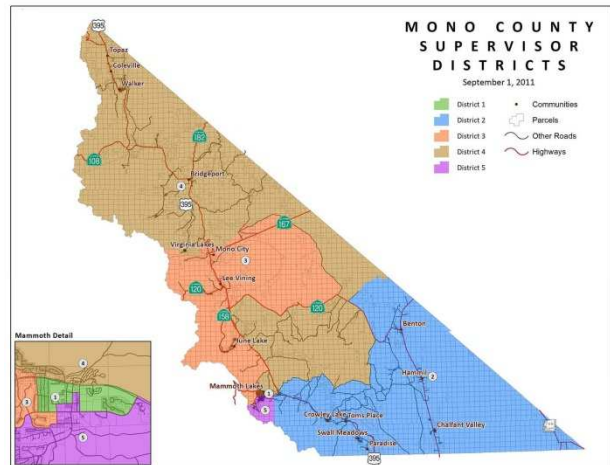 MONO COUNTY
SUPERVISOR
DISTRICTS
September 1, 2011
District 1
District 2
District 3
District 4
District 5
Communities
Parcels
Other Roads
Highways
395
Topaz
Coleville
Walker
182
108
Bridgeport
4
395
167
Virginia Lakes
Mono City
3
Lee Vining
120
120
158
June Lake
Benton
Hammil
2
Mammoth Lakes
1
5
Crowley Lake
Toms Place
Chalfant Valley
Swall Meadows
Paradise
395
Mammoth Detail
4
3
1
5